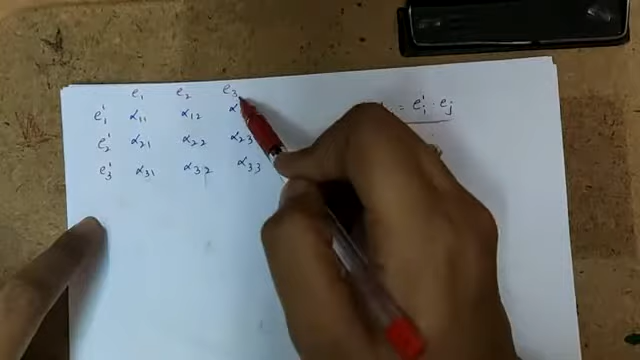 e₁ e₂ e₃
e₁' α₁₁ α₁₂ α
= e᷈ᵢ' · eⱼ
e₂' α₂₁ α₂₂ α₂₃
e₃' α₃₁ α₃₂ α₃₃